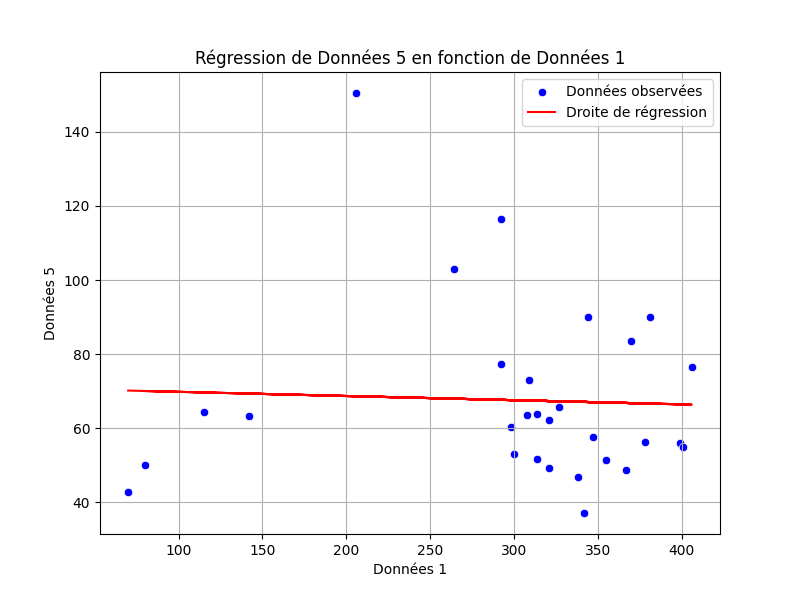 Régression de Données 5 en fonction de Données 1
Données observées
Droite de régression
140
120
100
80
60
40
Données 5
100 150 200 250 300 350 400
Données 1